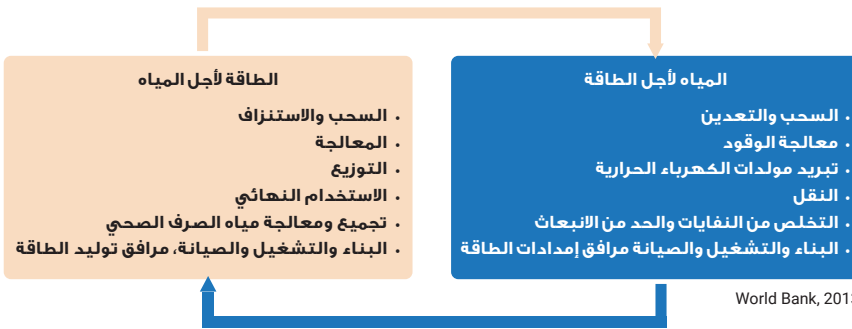 المياه لأجل الطاقة
• السحب والتعدين
• معالجة الوقود
• تبريد مولدات الكهرباء الحرارية
• النقل
• التخلص من النفايات والحد من الانبعاث
• البناء والتشغيل والصيانة مرافق إمدادات الطاقة
الطاقة لأجل المياه
• السحب والاستنزاف
• المعالجة
• التوزيع
• الاستخدام النهائي
• تجميع ومعالجة مياه الصرف الصحي
• البناء والتشغيل والصيانة، مرافق توليد الطاقة
World Bank, 2013